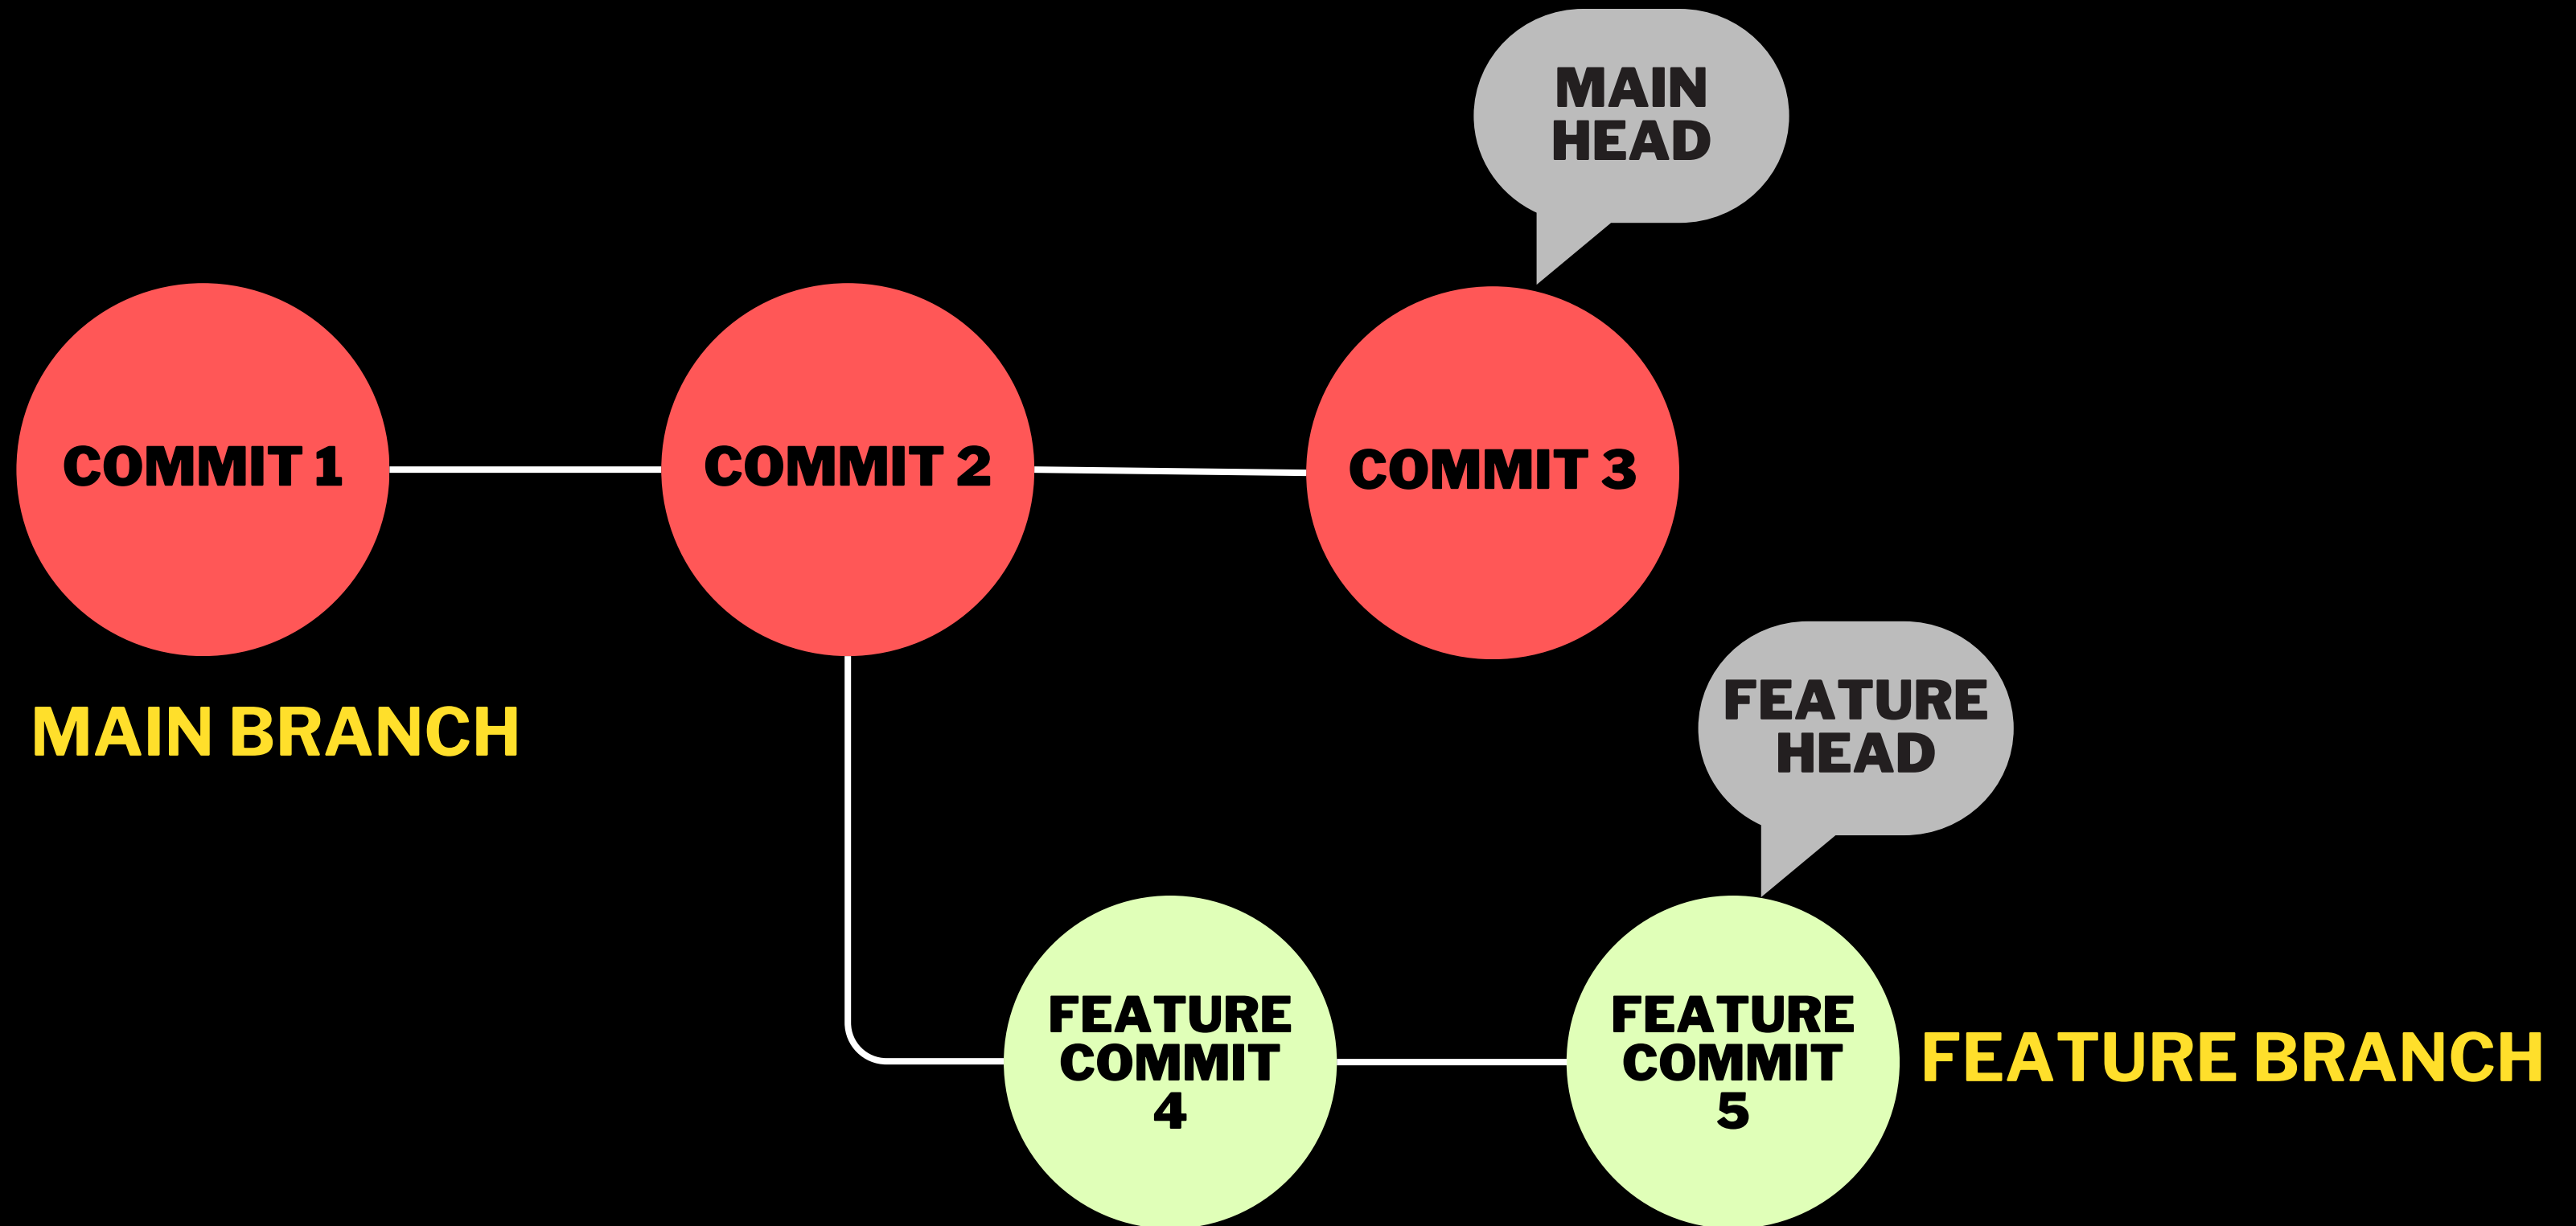 MAIN
HEAD
COMMIT 1
COMMIT 2
COMMIT 3
MAIN BRANCH
FEATURE
HEAD
FEATURE
COMMIT
4
FEATURE
COMMIT
5
FEATURE BRANCH